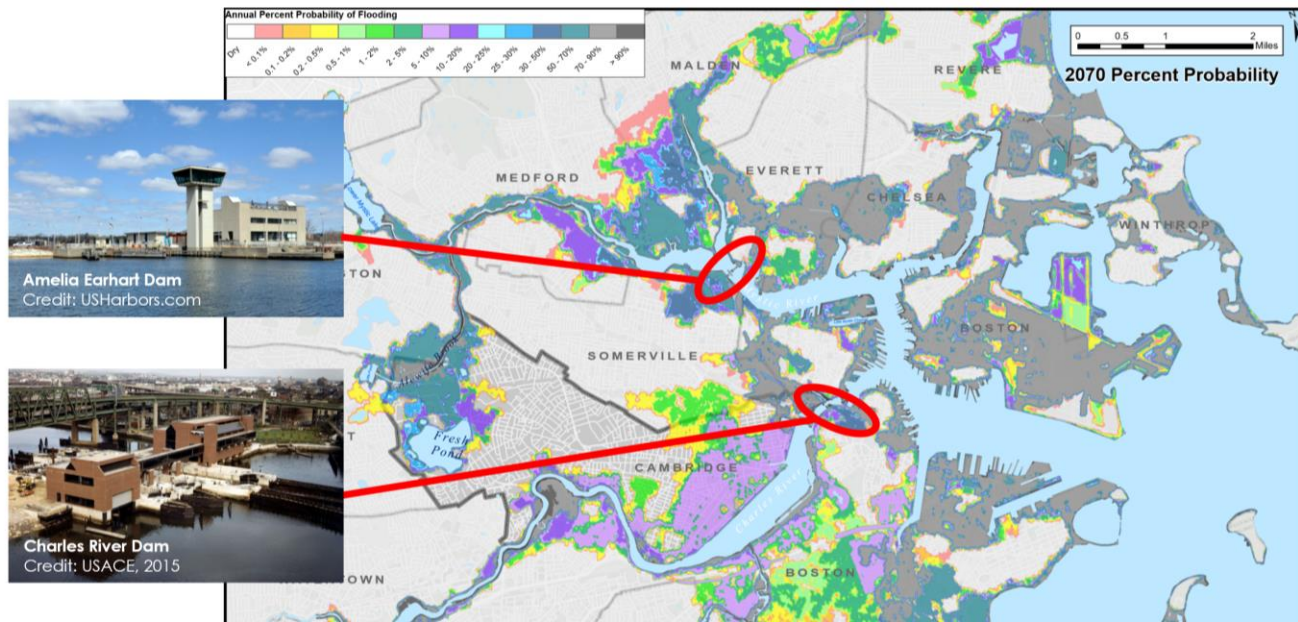 Annual Percent Probability of Flooding
Dry
< 0.1%
0.1 - 0.2%
0.2 - 0.5%
0.5 - 1%
1 - 2%
2 - 5%
5 - 10%
10 - 20%
20 - 25%
25 - 30%
30 - 50%
50 - 70%
70 - 90%
> 90%
0 0.5 1 2
Miles
2070 Percent Probability
MALDEN
REVERE
MEDFORD
EVERETT
CHELSEA
WINTHROP
BOSTON
SOMERVILLE
Fresh
Pond
CAMBRIDGE
Charles River
BOSTON
Amelia Earhart Dam
Credit: USHarbors.com
Charles River Dam
Credit: USACE, 2015